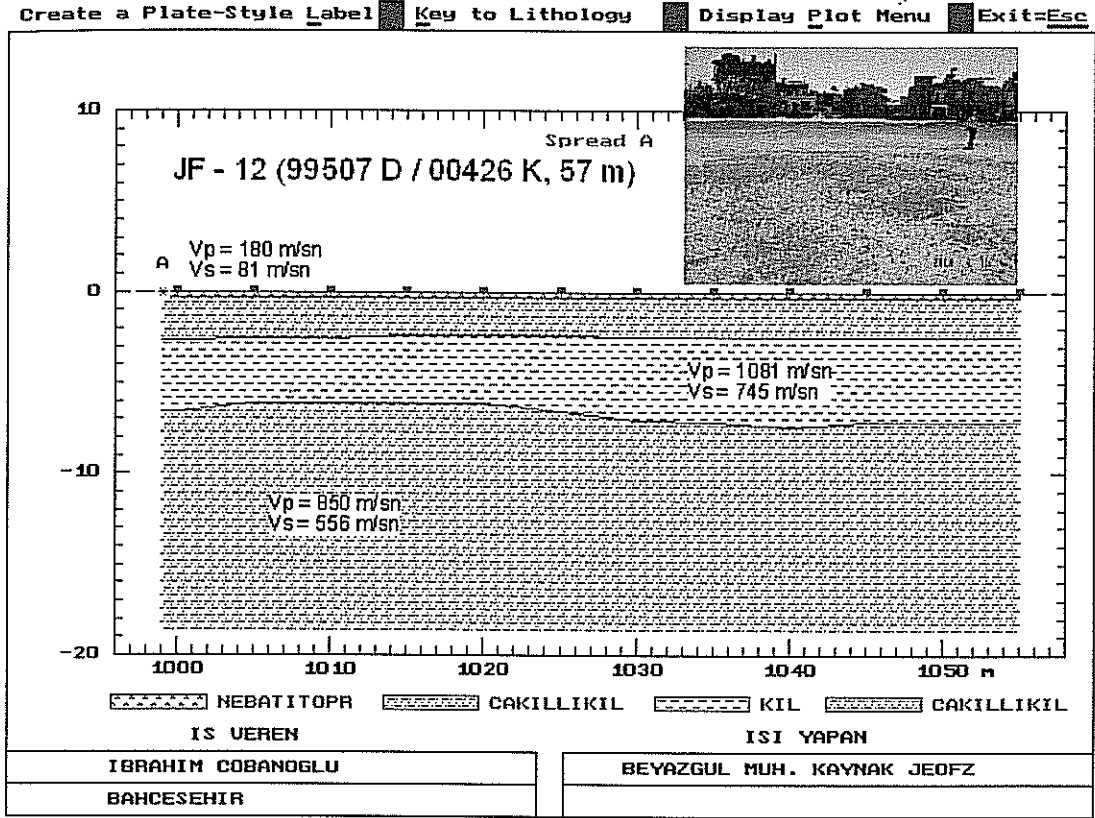 Create a Plate-Style Label Key to Lithology Display Plot Menu Exit=Esc
10
Spread A
JF - 12 (99507 D / 00426 K, 57 m)
Vp = 180 m/sn
A Vs = 81 m/sn
0
Vp = 1081 m/sn
Vs = 745 m/sn
-10
Vp = 850 m/sn
Vs = 556 m/sn
-20
1000 1010 1020 1030 1040 1050 m
NEBATITOPR CAKILLIKIL KIL CAKILLIKIL
IS VEREN ISI YAPAN
IBRAHIM COBANOGLU BEYAZGUL MUH. KAYNAK JEOFZ
BAHCESEHIR